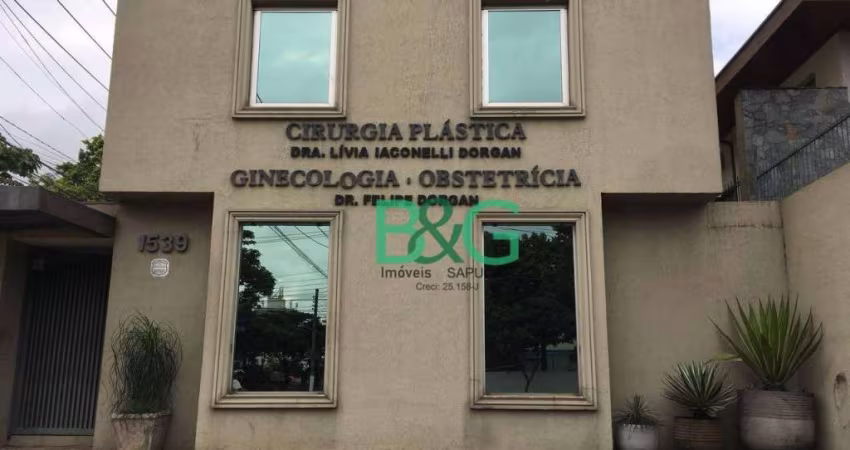 CIRURGIA PLÁSTICA
DRA. LÍVIA IACONELLI DORGAN
GINECOLOGIA · OBSTETRÍCIA
DR. FELIPE DORGAN
B&G
Imóveis SAPU
Creci: 25.158-J
1539